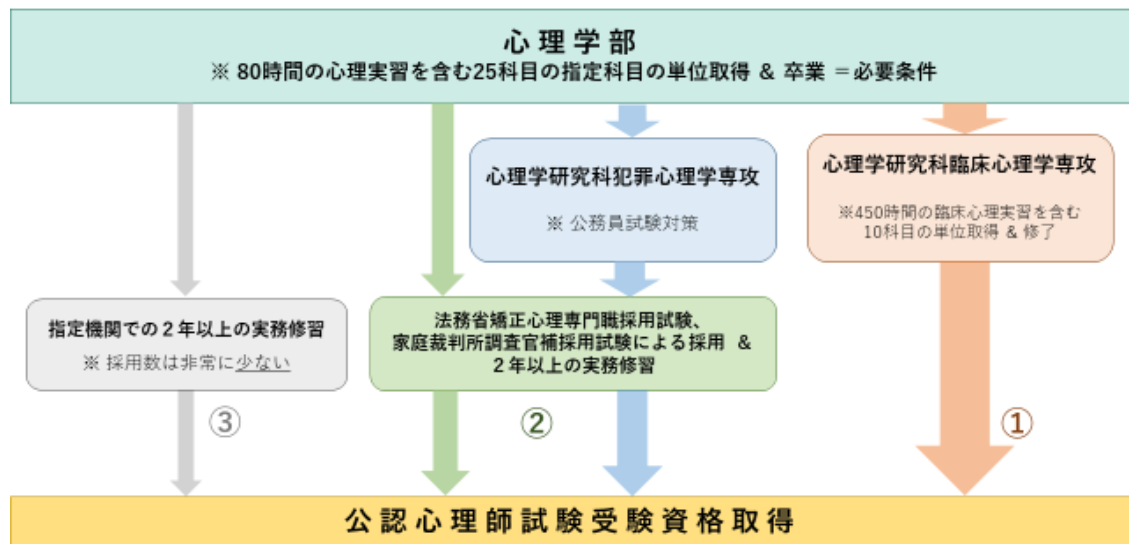 心理学部
※ 80時間の心理実習を含む25科目の指定科目の単位取得 & 卒業 ＝必要条件
心理学研究科犯罪心理学専攻
※ 公務員試験対策
心理学研究科臨床心理学専攻
※450時間の臨床心理実習を含む
10科目の単位取得 & 修了
指定機関での２年以上の実務修習
※ 採用数は非常に少ない
法務省矯正心理専門職採用試験、
家庭裁判所調査官補採用試験による採用 &
２年以上の実務修習
③
②
①
公認心理師試験受験資格取得